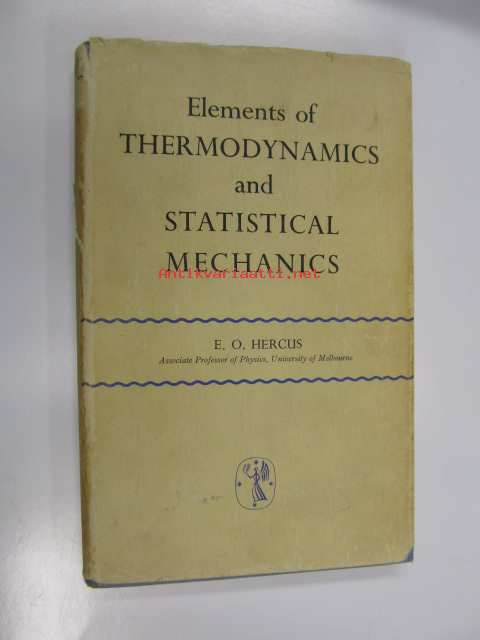 Elements of
THERMODYNAMICS
and
STATISTICAL
MECHANICS
Antikvariaatti.net
E. O. HERCUS
Associate Professor of Physics, University of Melbourne